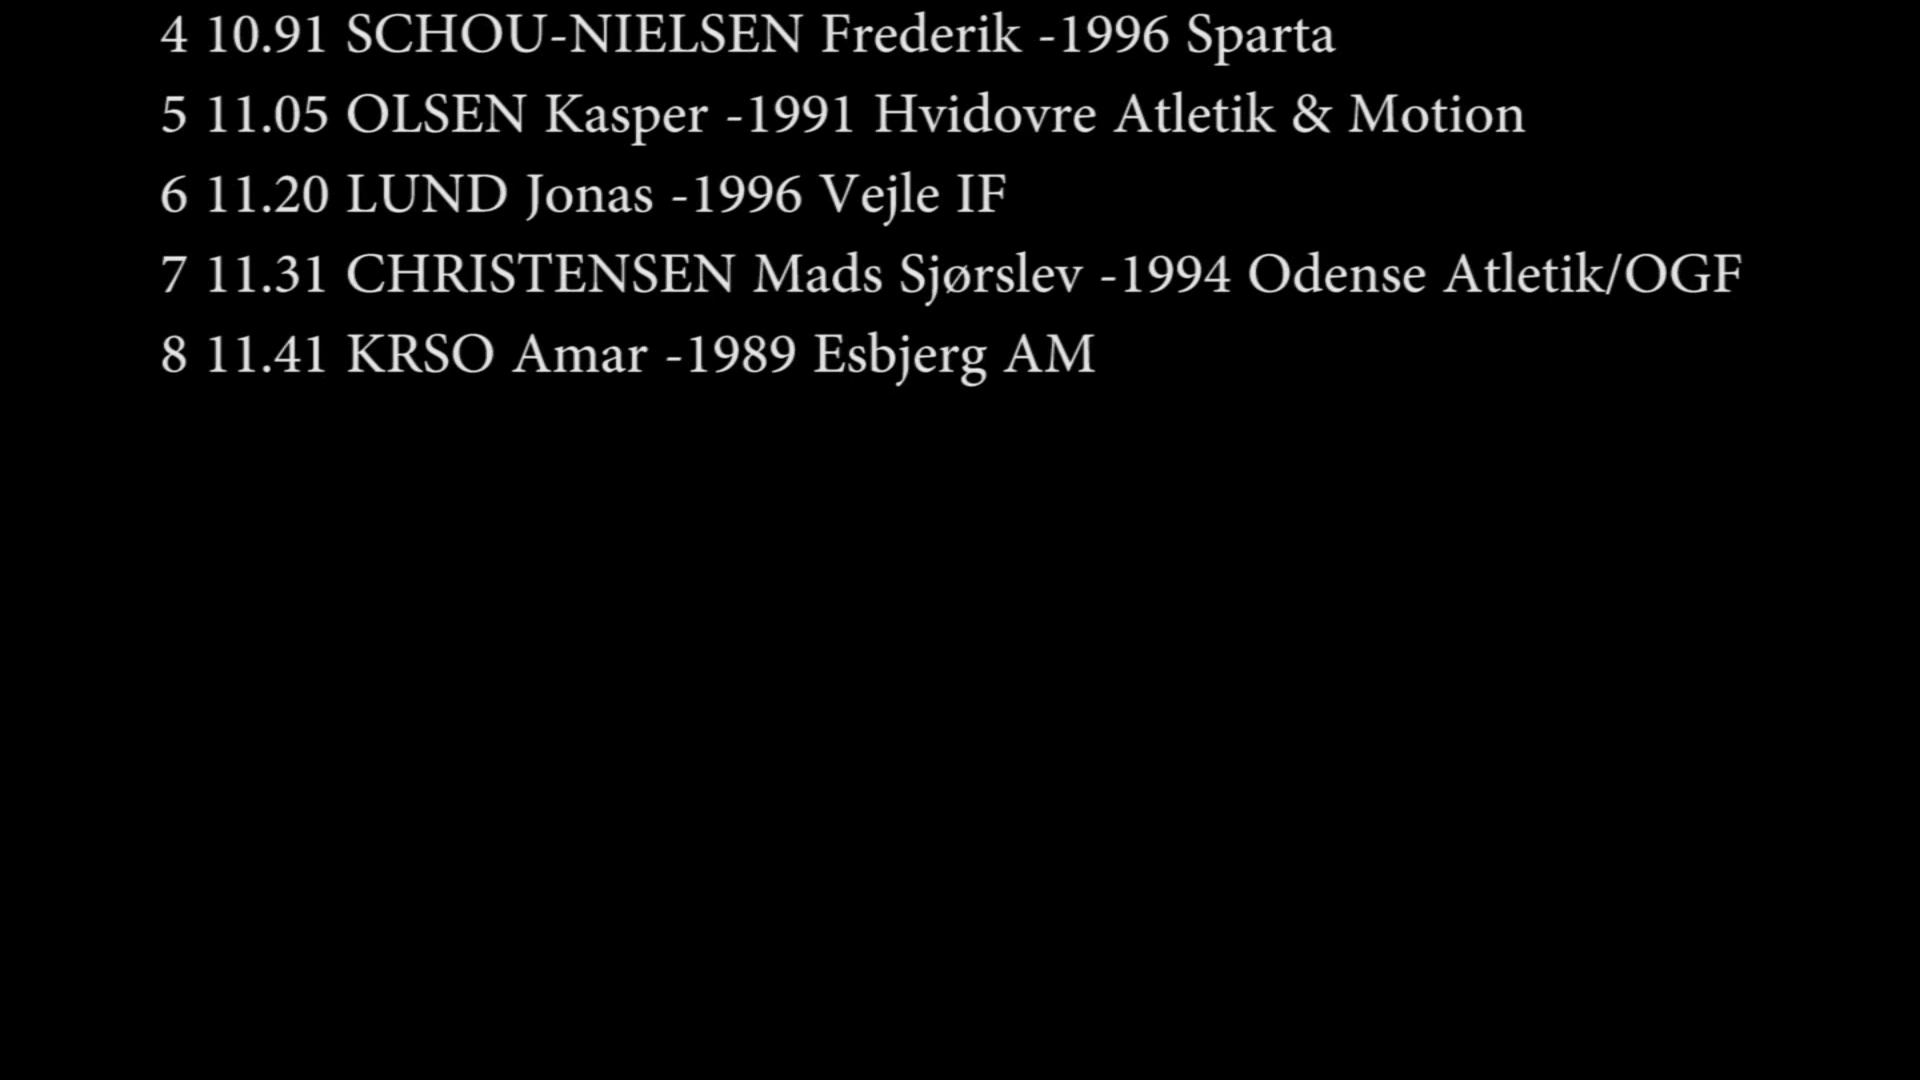 4 10.91 SCHOU-NIELSEN Frederik -1996 Sparta
5 11.05 OLSEN Kasper -1991 Hvidovre Atletik & Motion
6 11.20 LUND Jonas -1996 Vejle IF
7 11.31 CHRISTENSEN Mads Sjørslev -1994 Odense Atletik/OGF
8 11.41 KRSO Amar -1989 Esbjerg AM